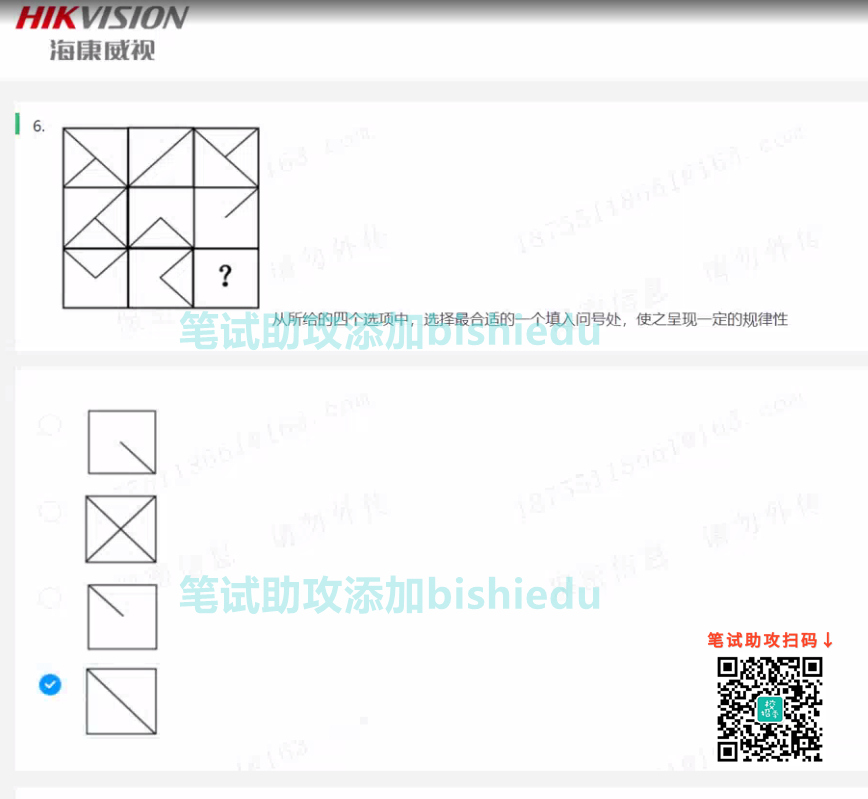 HIKVISION
海康威视
6.
?
从所给的四个选项中，选择最合适的一个填入问号处，使之呈现一定的规律性
笔试助攻添加bishiedu
笔试助攻添加bishiedu
笔试助攻扫码↓